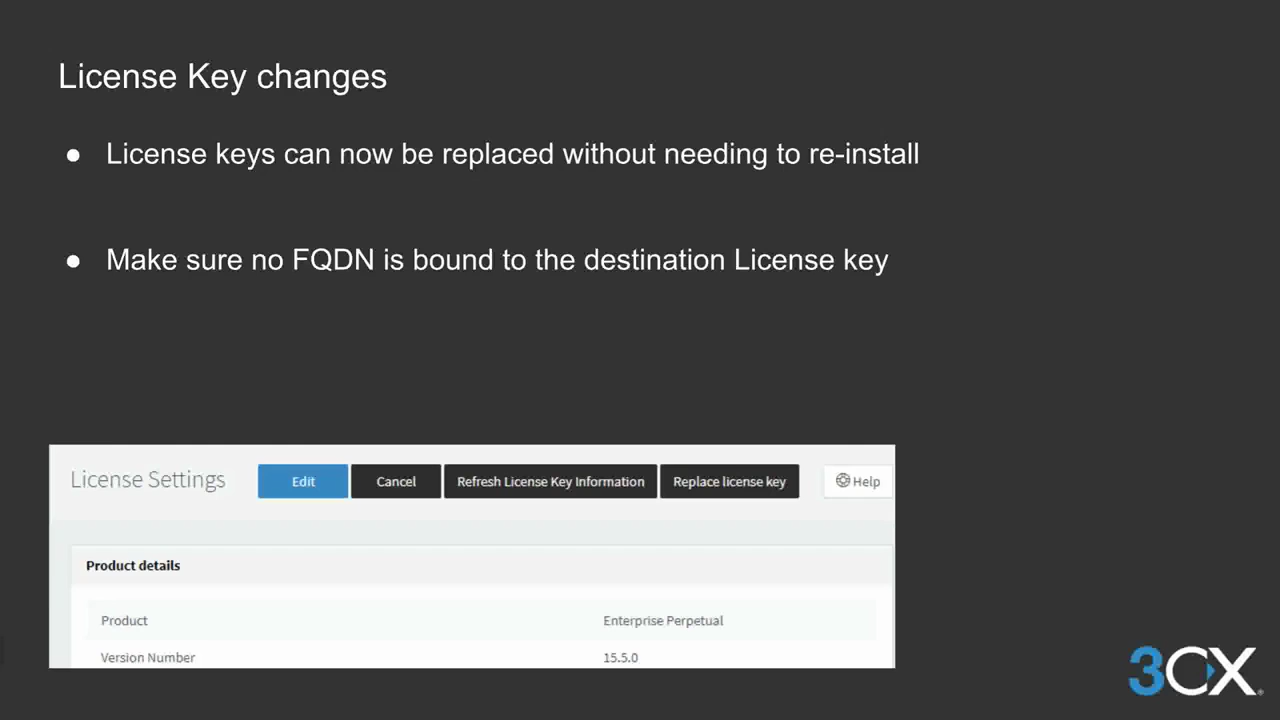 License Key changes
● License keys can now be replaced without needing to re-install
● Make sure no FQDN is bound to the destination License key
License Settings Edit Cancel Refresh License Key Information Replace license key Help
Product details
Product Enterprise Perpetual
Version Number 15.5.0
3CX®